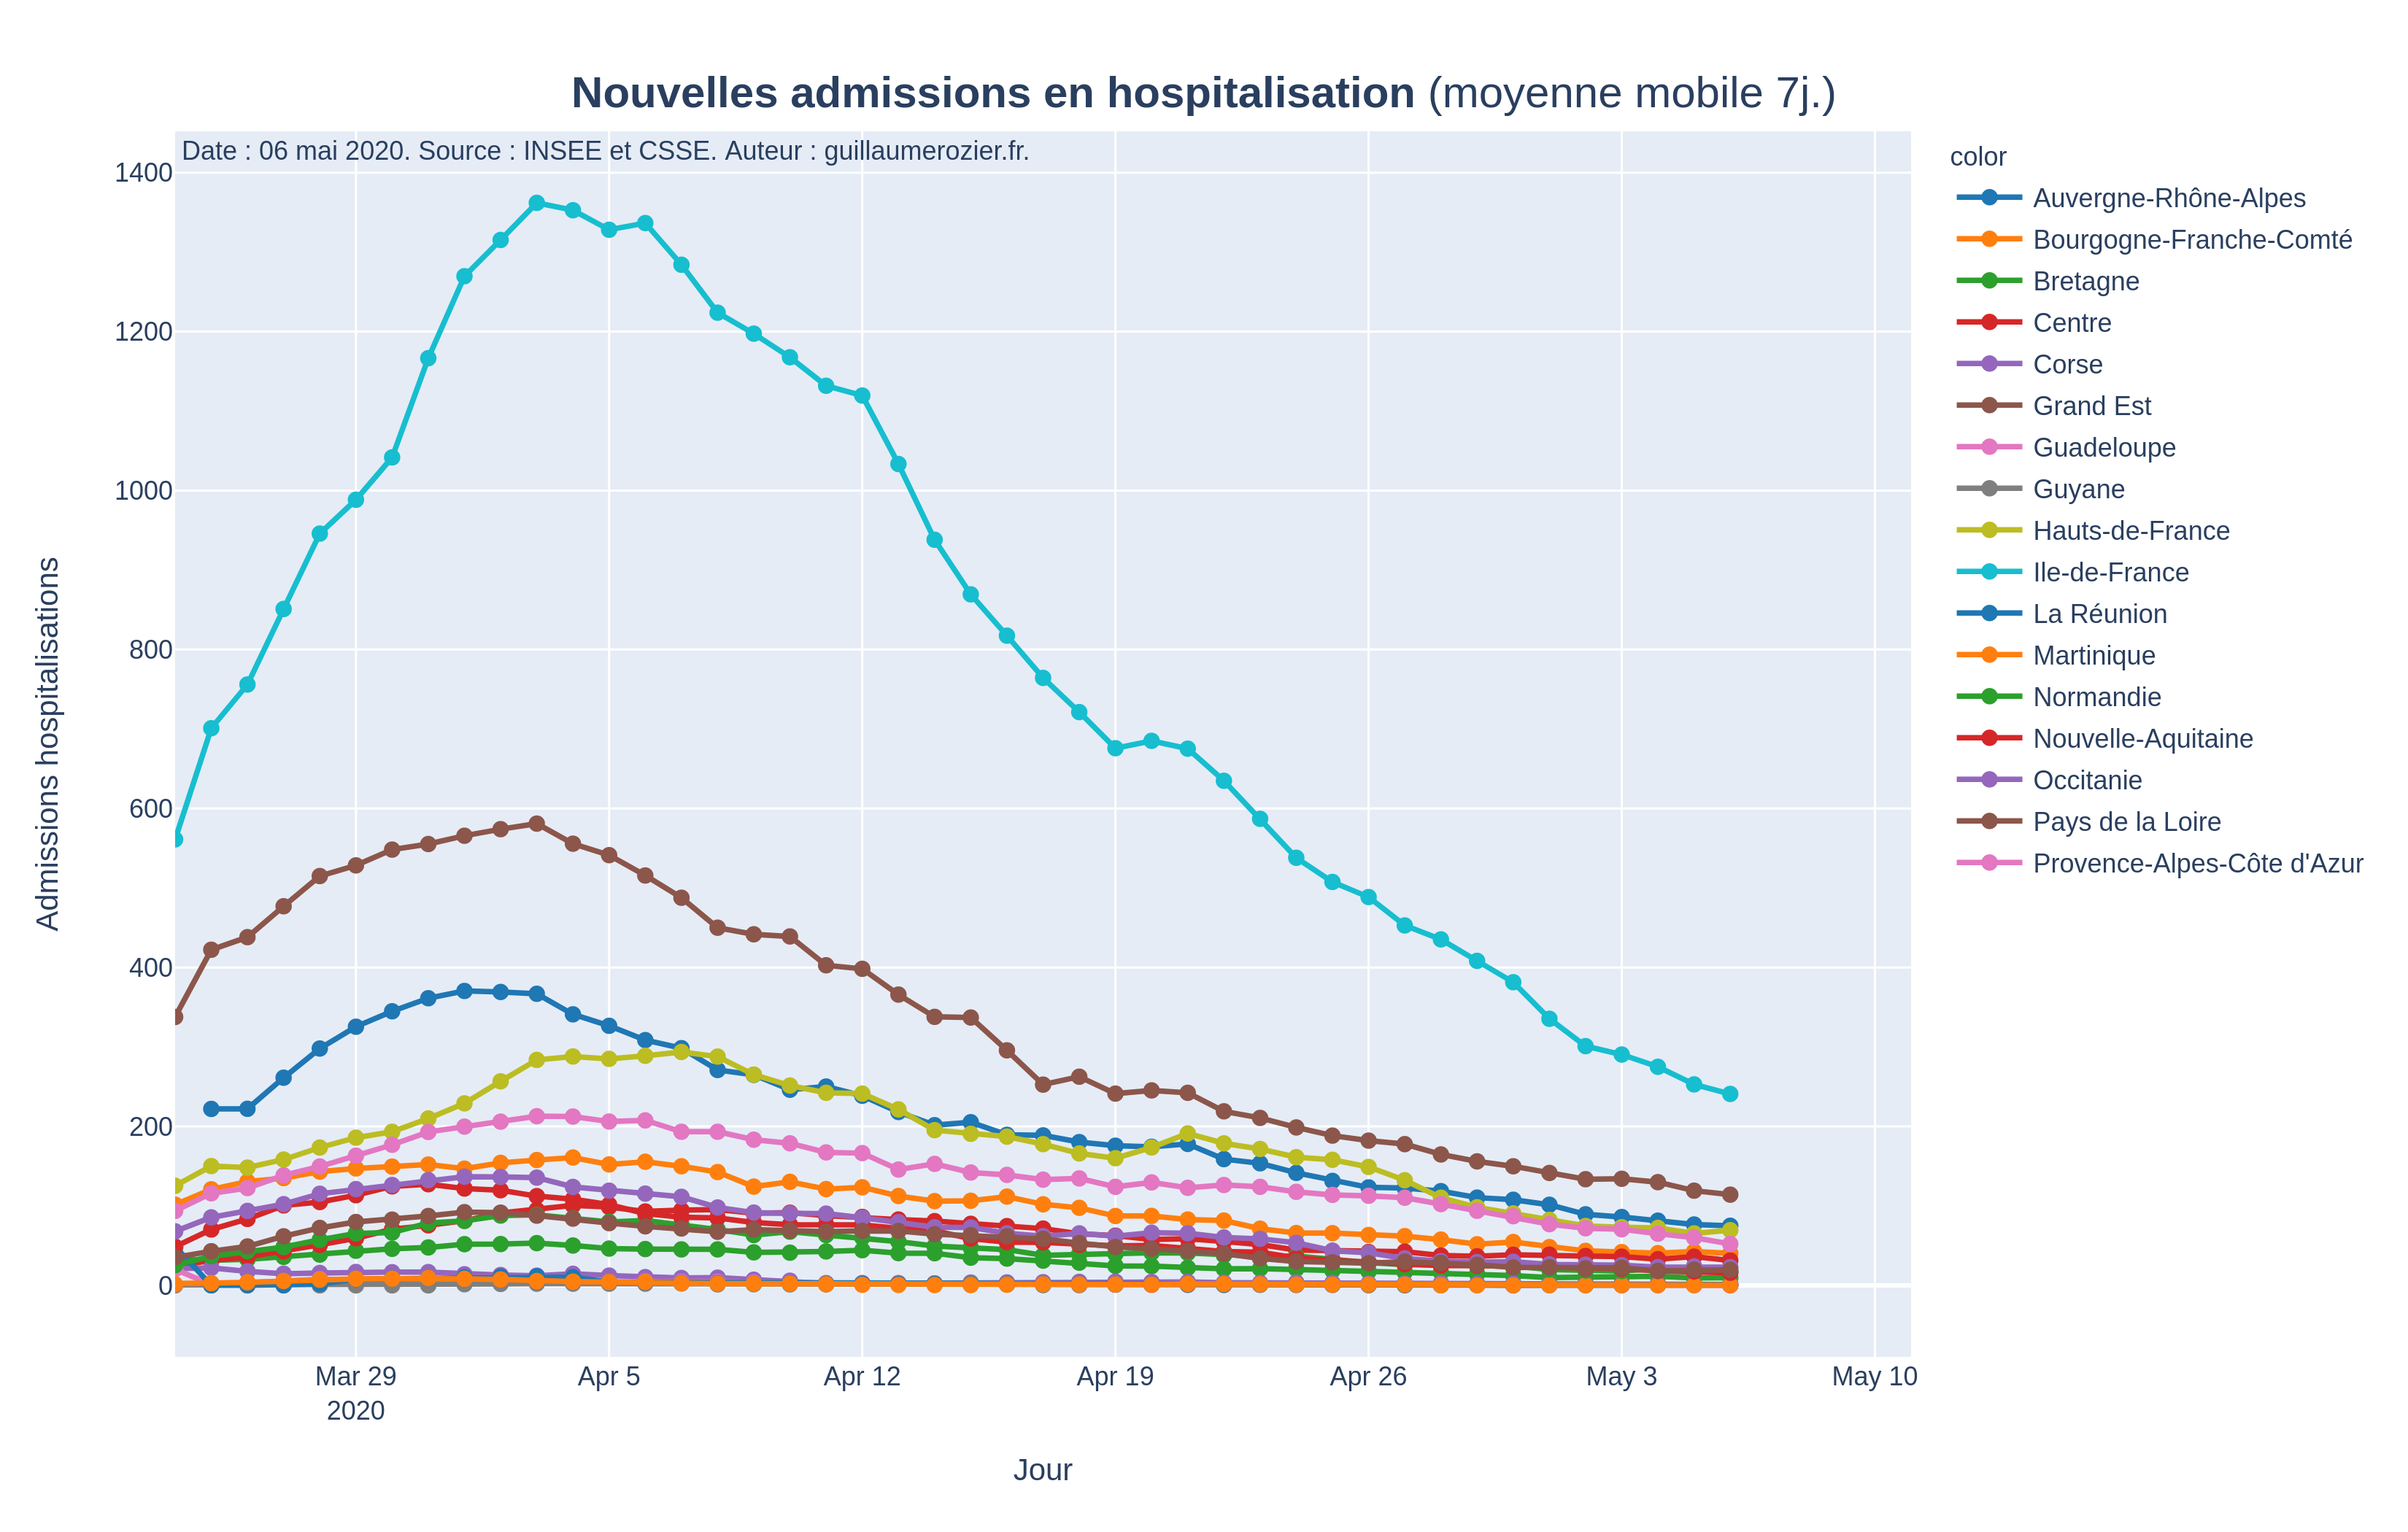 Nouvelles admissions en hospitalisation (moyenne mobile 7j.)
Date : 06 mai 2020. Source : INSEE et CSSE. Auteur : guillaumerozier.fr.
1400
1200
1000
800
600
400
200
0
Admissions hospitalisations
Mar 29
2020
Apr 5
Apr 12
Apr 19
Apr 26
May 3
May 10
Jour
color
Auvergne-Rhône-Alpes
Bourgogne-Franche-Comté
Bretagne
Centre
Corse
Grand Est
Guadeloupe
Guyane
Hauts-de-France
Ile-de-France
La Réunion
Martinique
Normandie
Nouvelle-Aquitaine
Occitanie
Pays de la Loire
Provence-Alpes-Côte d'Azur